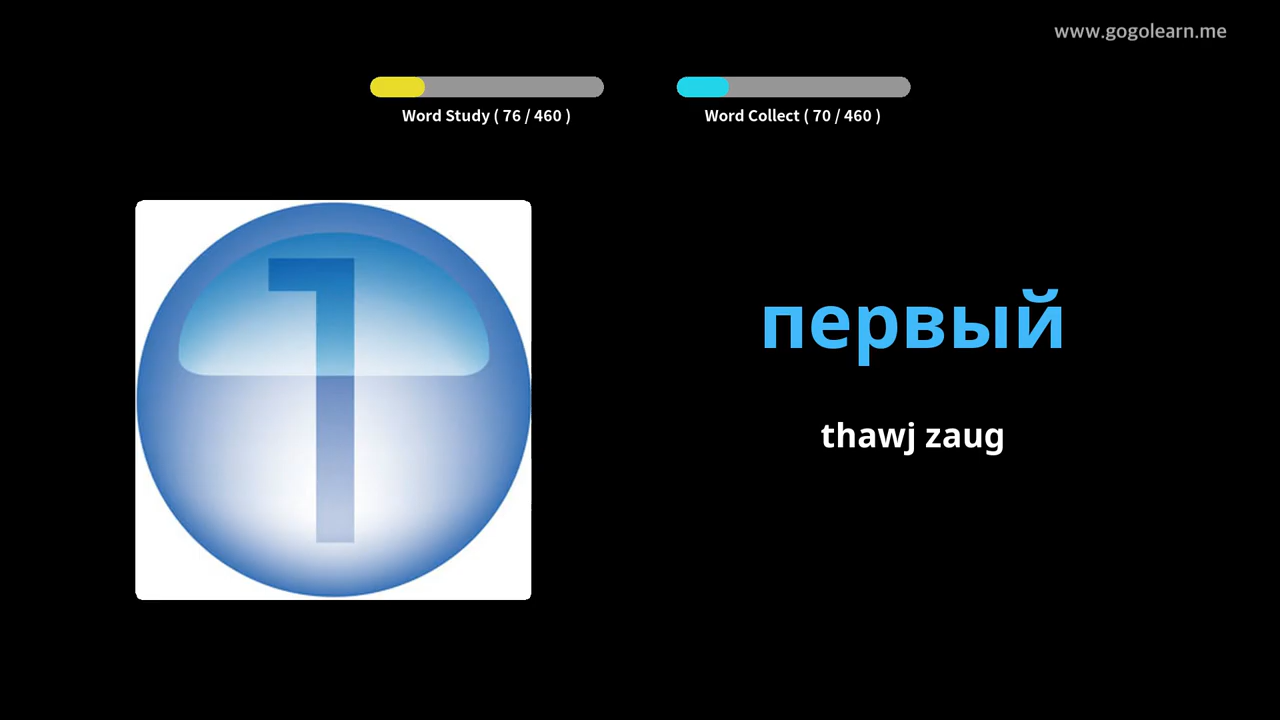 www.gogolearn.me
Word Study ( 76 / 460 )
Word Collect ( 70 / 460 )
1
первый
thawj zaug